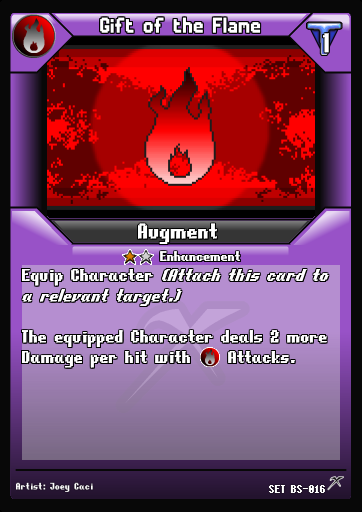 Gift of the Flame
1
Augment
Enhancement
Equip Character (Attach this card to
a relevant target.)
The equipped Character deals 2 more
Damage per hit with Attacks.
Artist: Joey Caci
SET BS-016